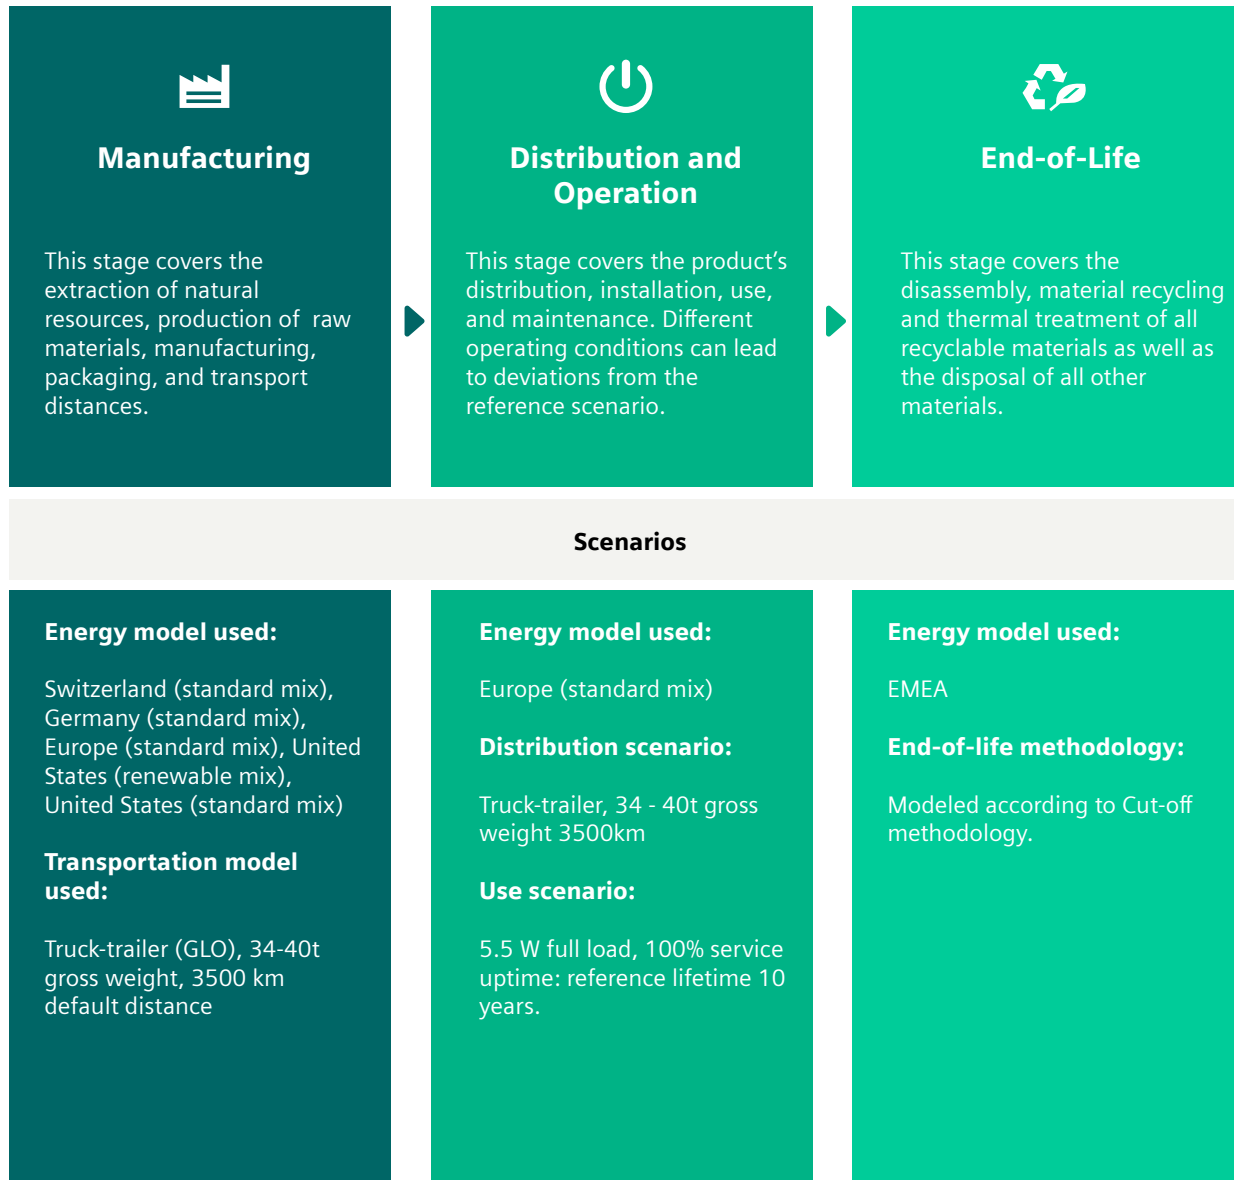 Manufacturing
This stage covers the
extraction of natural
resources, production of  raw
materials, manufacturing,
packaging, and transport
distances.
Distribution and
Operation
This stage covers the product’s
distribution, installation, use,
and maintenance. Different
operating conditions can lead
to deviations from the
reference scenario.
End-of-Life
This stage covers the
disassembly, material recycling
and thermal treatment of all
recyclable materials as well as
the disposal of all other
materials.
Scenarios
Energy model used:
Switzerland (standard mix),
Germany (standard mix),
Europe (standard mix), United
States (renewable mix),
United States (standard mix)
Transportation model
used:
Truck-trailer (GLO), 34-40t
gross weight, 3500 km
default distance
Energy model used:
Europe (standard mix)
Distribution scenario:
Truck-trailer, 34 - 40t gross
weight 3500km
Use scenario:
5.5 W full load, 100% service
uptime: reference lifetime 10
years.
Energy model used:
EMEA
End-of-life methodology:
Modeled according to Cut-off
methodology.